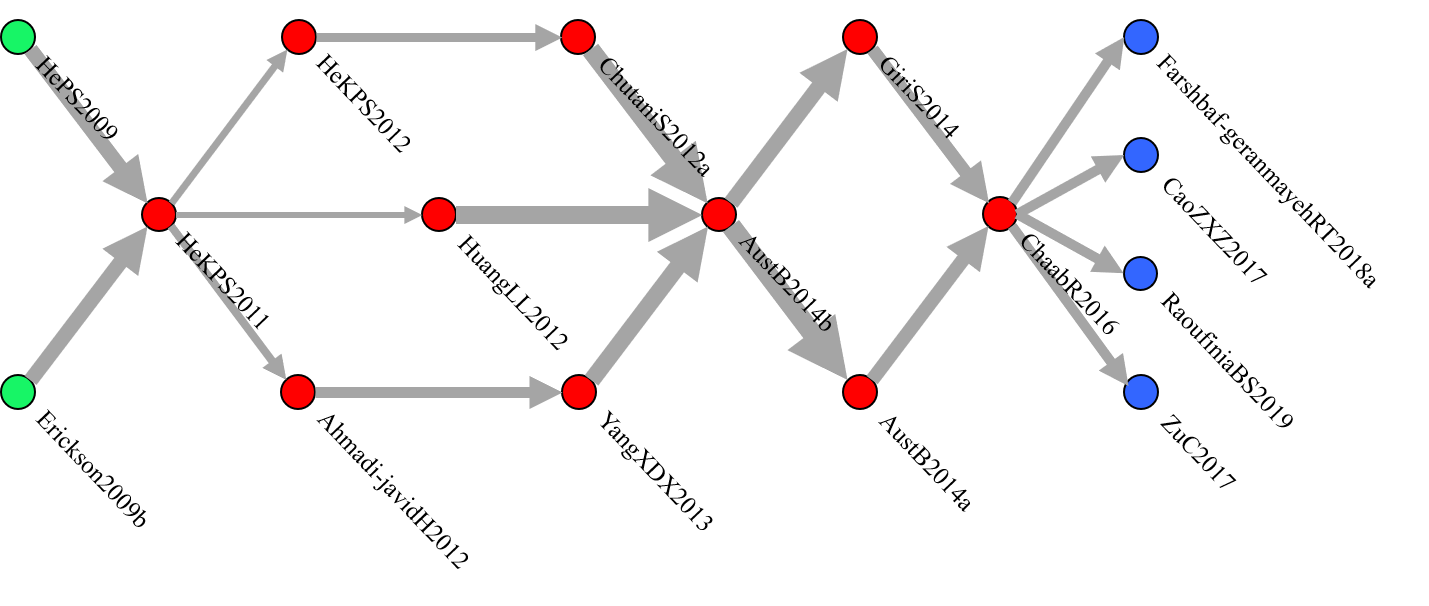 HePS2009
HeKPS2012
ChutaniS2012a
GiriS2014
Farshbaf-geranmayehRT2018a
CaoZXZ2017
HeKPS2011
HuangLL2012
AustB2014b
ChaabR2016
RaoufiniaBS2019
Erickson2009b
Ahmadi-javidH2012
YangXDX2013
AustB2014a
ZuC2017